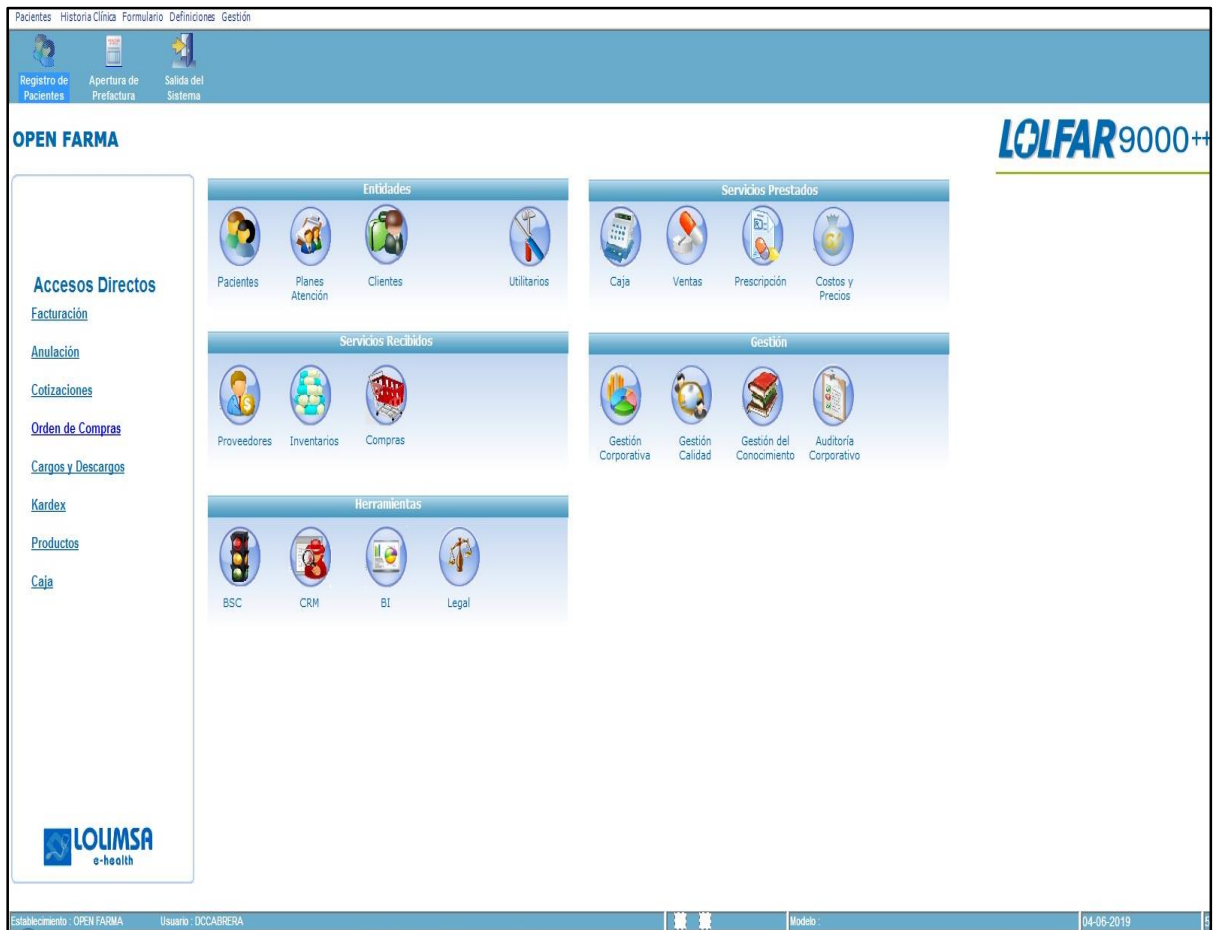 Pacientes Historia Clínica Formulario Definiciones Gestión
Registro de Pacientes
Apertura de Prefactura
Salida del Sistema
OPEN FARMA
LOLFAR 9000++
Accesos Directos
Facturación
Anulación
Cotizaciones
Orden de Compras
Cargos y Descargos
Kardex
Productos
Caja
LOLIMSA
e-health
Entidades
Pacientes
Planes Atención
Clientes
Utilitarios
Servicios Prestados
Caja
Ventas
Prescripción
Costos y Precios
Servicios Recibidos
Proveedores
Inventarios
Compras
Gestión
Gestión Corporativa
Gestión Calidad
Gestión del Conocimiento
Auditoría Corporativo
Herramientas
BSC
CRM
BI
Legal
Establecimiento : OPEN FARMA Usuario : DCCABRERA Modelo : 04-06-2019